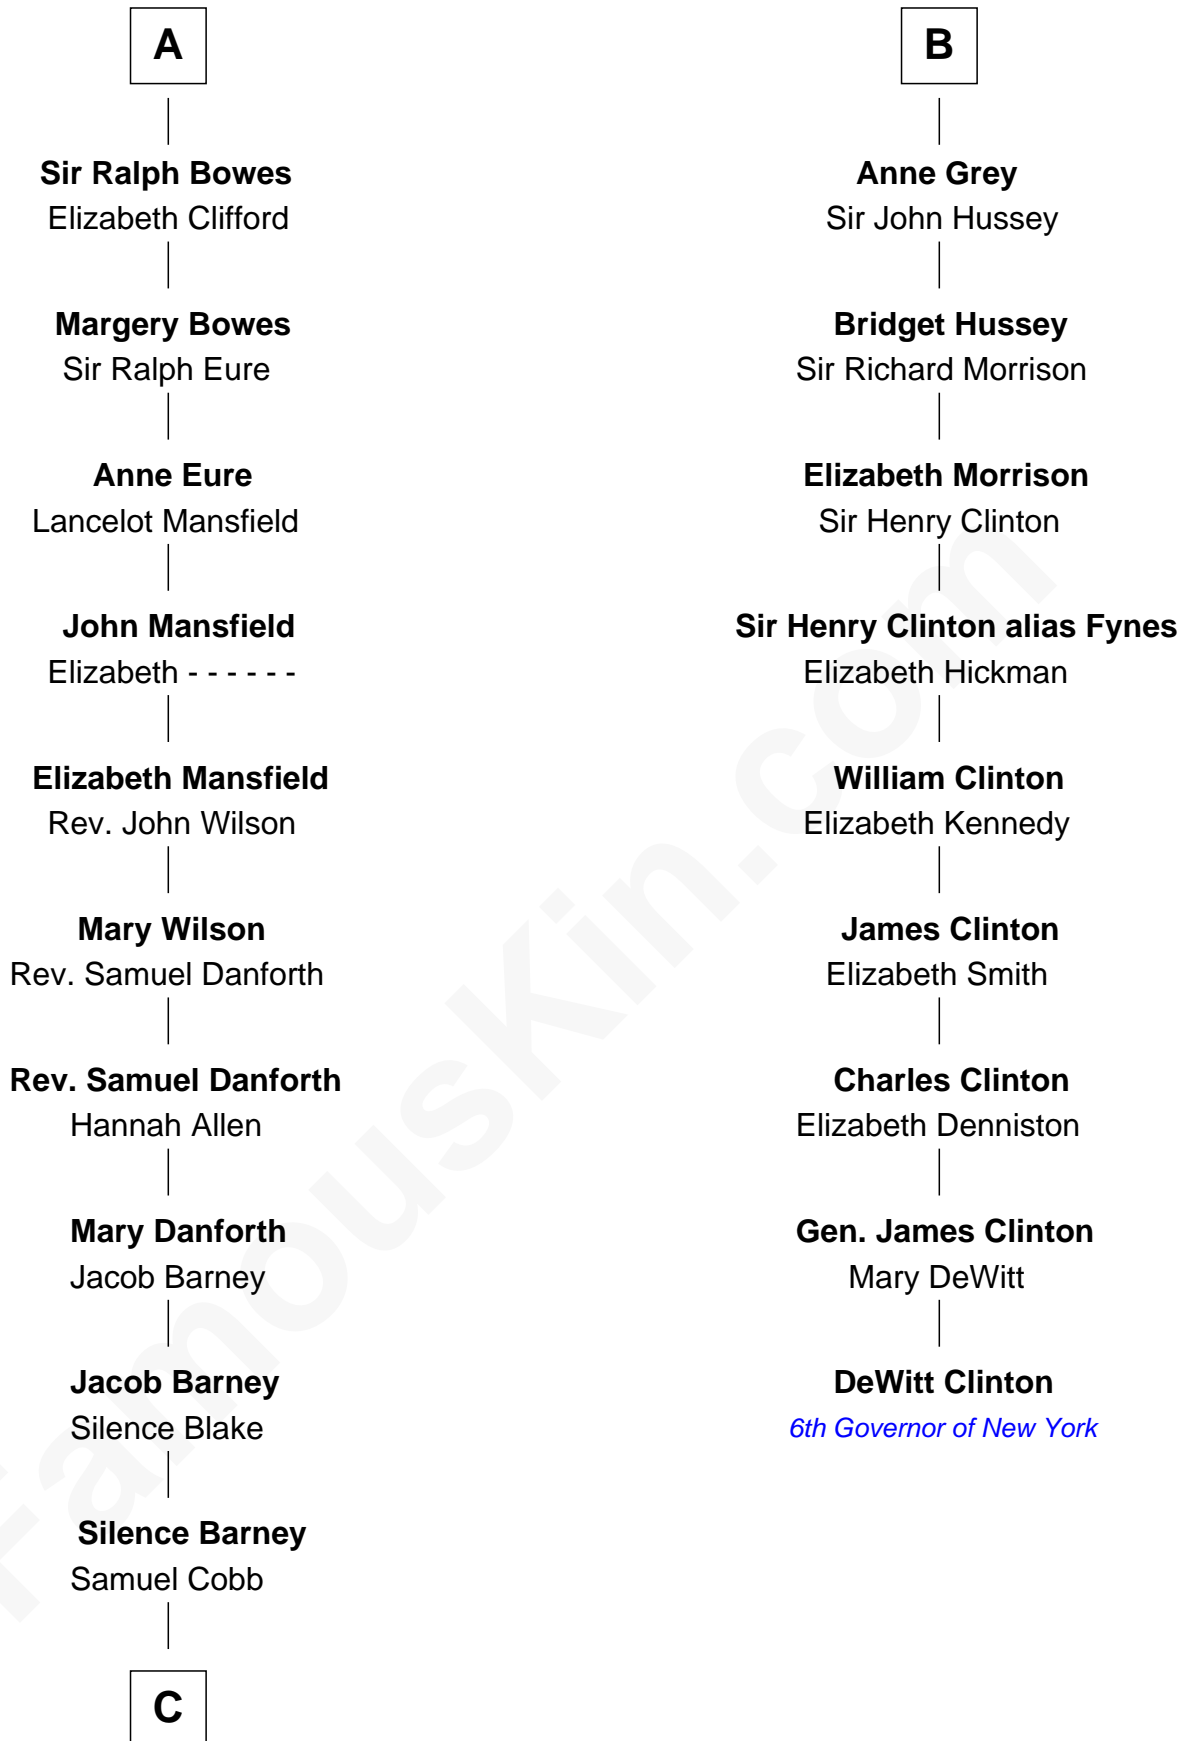 A
Sir Ralph Bowes
Elizabeth Clifford
Margery Bowes
Sir Ralph Eure
Anne Eure
Lancelot Mansfield
John Mansfield
Elizabeth - - - - - -
Elizabeth Mansfield
Rev. John Wilson
Mary Wilson
Rev. Samuel Danforth
Rev. Samuel Danforth
Hannah Allen
Mary Danforth
Jacob Barney
Jacob Barney
Silence Blake
Silence Barney
Samuel Cobb
C
B
Anne Grey
Sir John Hussey
Bridget Hussey
Sir Richard Morrison
Elizabeth Morrison
Sir Henry Clinton
Sir Henry Clinton alias Fynes
Elizabeth Hickman
William Clinton
Elizabeth Kennedy
James Clinton
Elizabeth Smith
Charles Clinton
Elizabeth Denniston
Gen. James Clinton
Mary DeWitt
DeWitt Clinton
6th Governor of New York
FamousKin.com